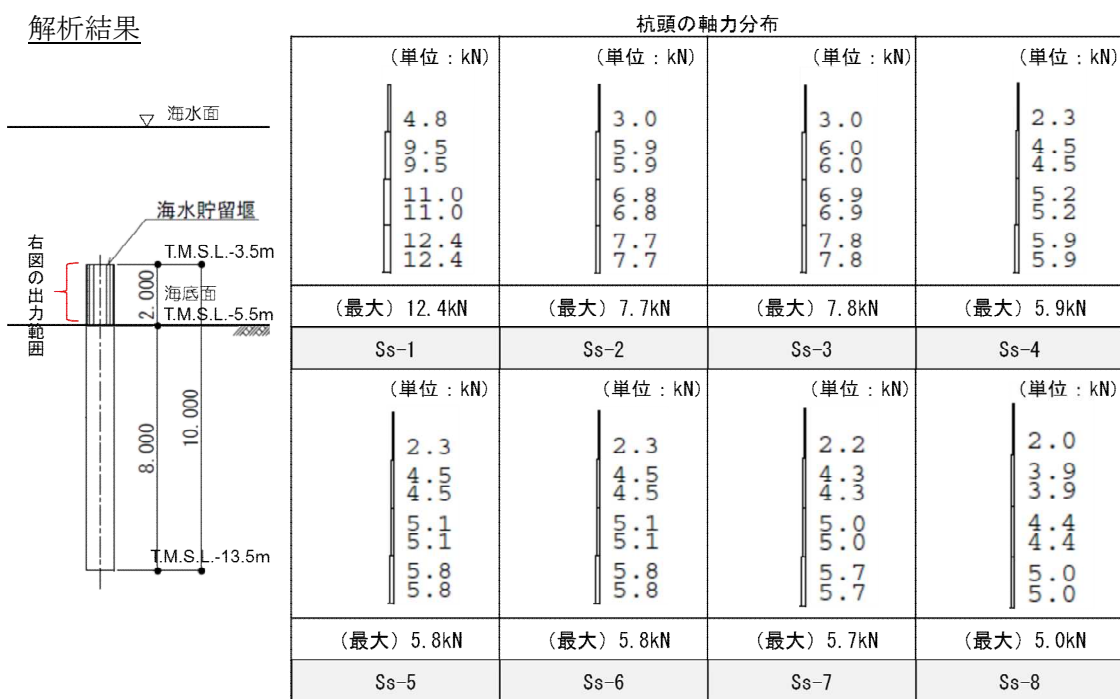 解析結果
杭頭の軸力分布
海水面
海水貯留堰
右図の出力範囲
T.M.S.L.-3.5m
2.000
海底面
T.M.S.L.-5.5m
8.000
10.000
T.M.S.L.-13.5m
(単位:kN)
4.8
9.5
9.5
11.0
11.0
12.4
12.4
(最大) 12.4kN
Ss-1
(単位:kN)
3.0
5.9
5.9
6.8
6.8
7.7
7.7
(最大) 7.7kN
Ss-2
(単位:kN)
3.0
6.0
6.0
6.9
6.9
7.8
7.8
(最大) 7.8kN
Ss-3
(単位:kN)
2.3
4.5
4.5
5.2
5.2
5.9
5.9
(最大) 5.9kN
Ss-4
(単位:kN)
2.3
4.5
4.5
5.1
5.1
5.8
5.8
(最大) 5.8kN
Ss-5
(単位:kN)
2.3
4.5
4.5
5.1
5.1
5.8
5.8
(最大) 5.8kN
Ss-6
(単位:kN)
2.2
4.3
4.3
5.0
5.0
5.7
5.7
(最大) 5.7kN
Ss-7
(単位:kN)
2.0
3.9
3.9
4.4
4.4
5.0
5.0
(最大) 5.0kN
Ss-8